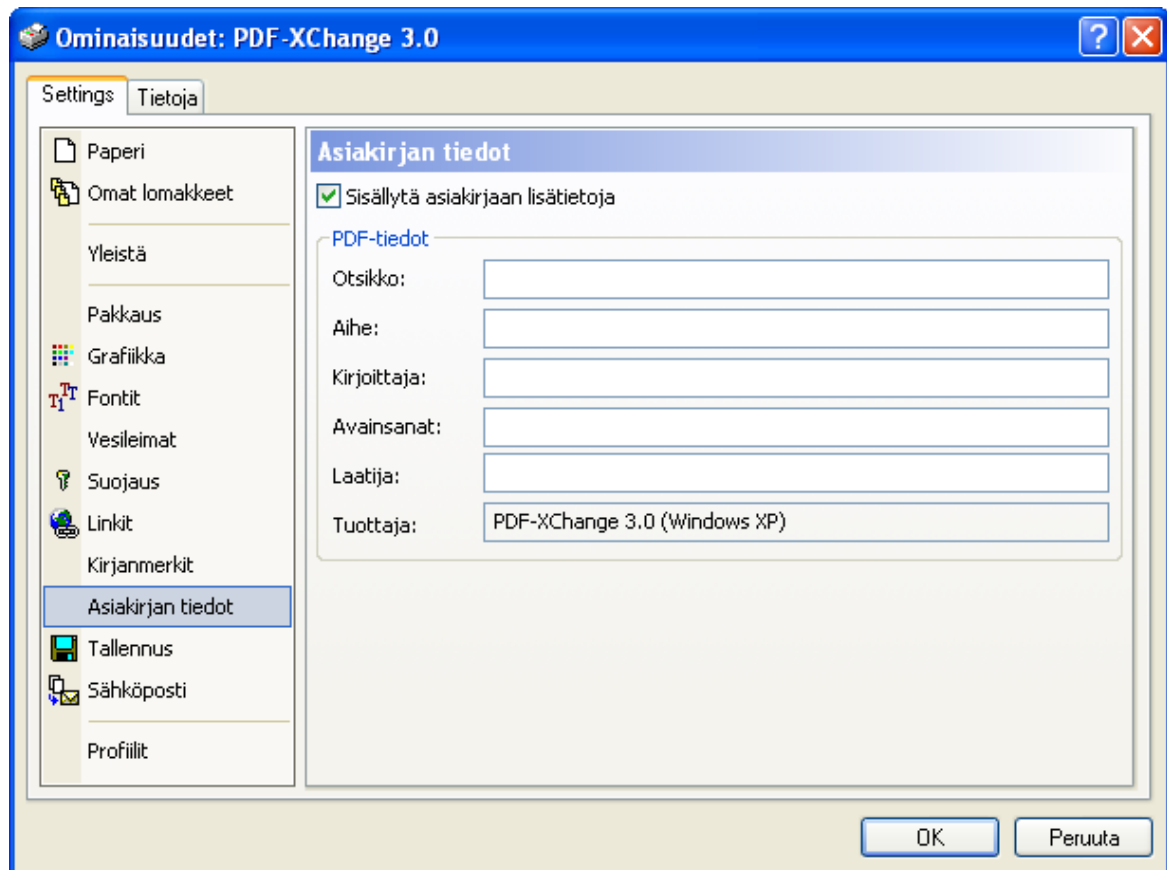 Ominaisuudet: PDF-XChange 3.0
Settings
Tietoja
Paperi
Omat lomakkeet
Yleistä
Pakkaus
Grafiikka
Fontit
Vesileimat
Suojaus
Linkit
Kirjanmerkit
Asiakirjan tiedot
Tallennus
Sähköposti
Profiilit
Asiakirjan tiedot
Sisällytä asiakirjaan lisätietoja
PDF-tiedot
Otsikko:
Aihe:
Kirjoittaja:
Avainsanat:
Laatija:
Tuottaja: PDF-XChange 3.0 (Windows XP)
OK
Peruuta